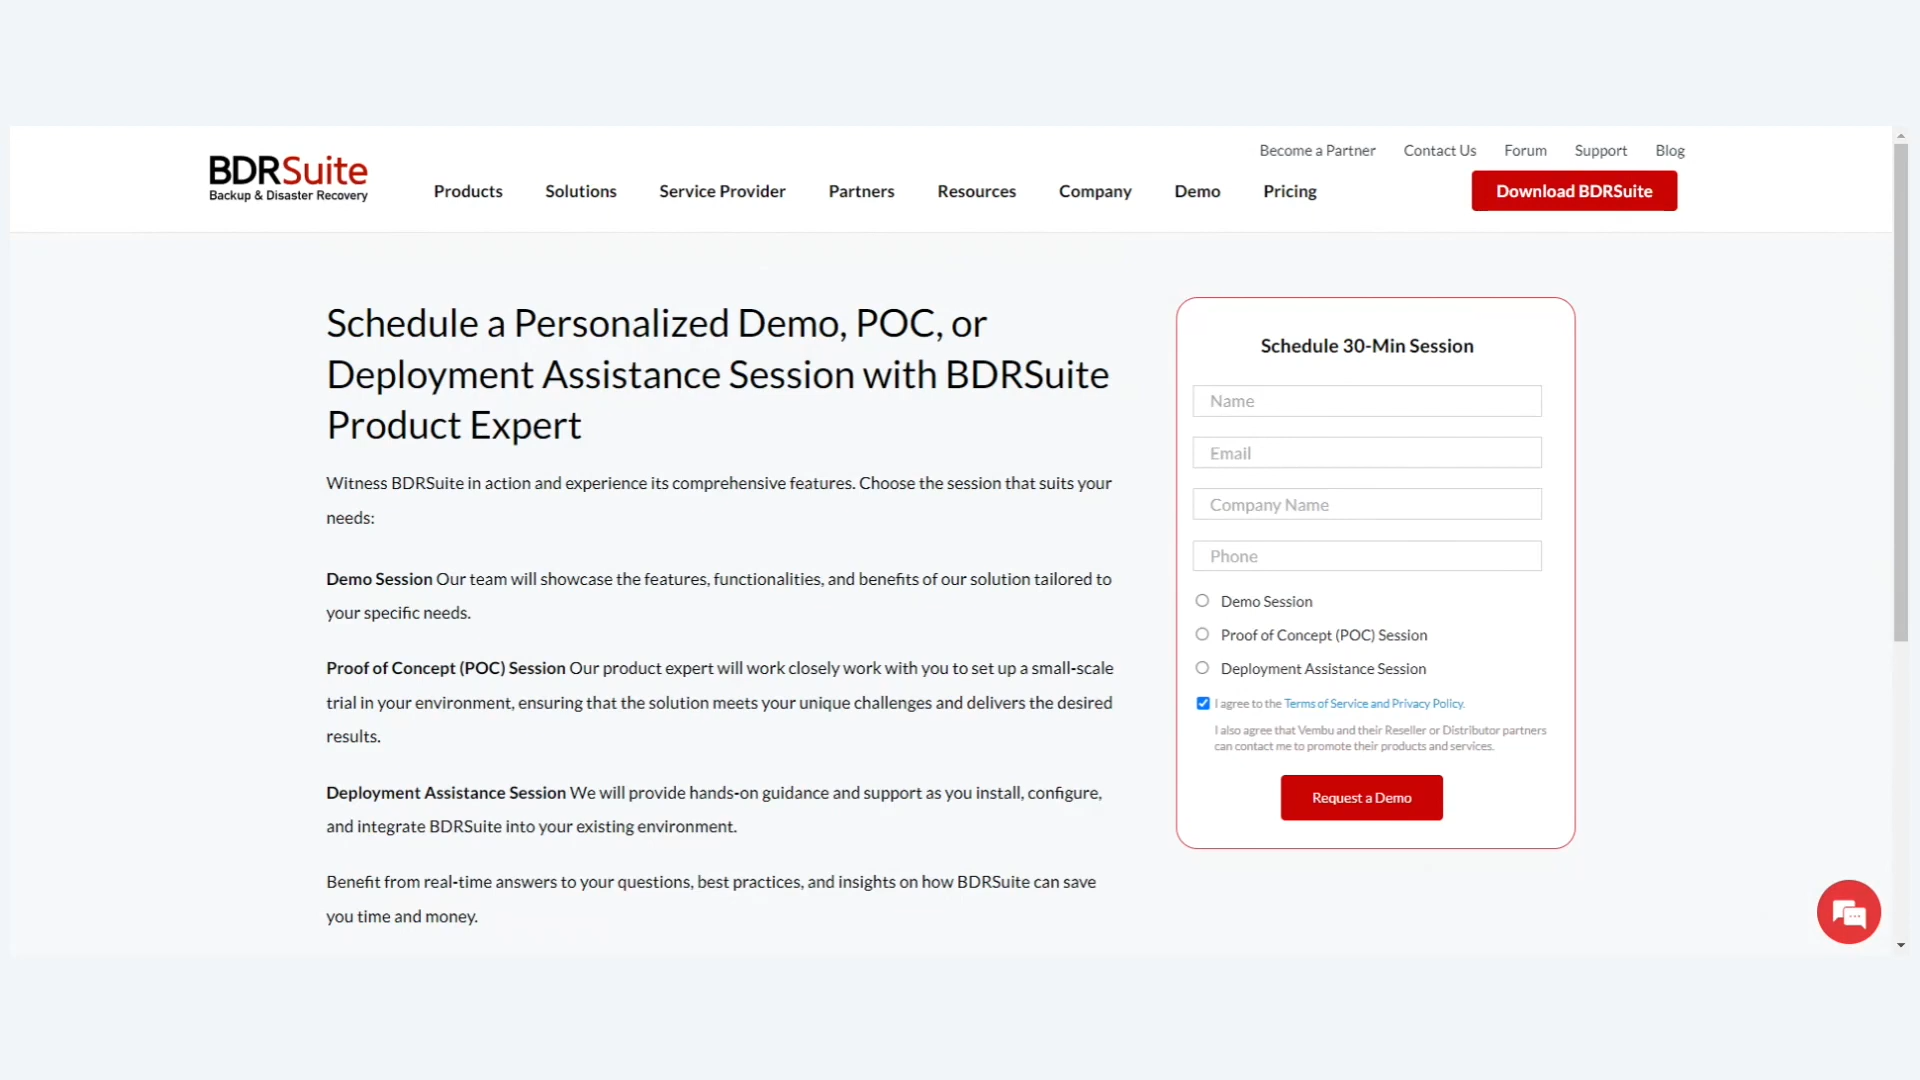 Become a Partner Contact Us Forum Support Blog
BDRSuite
Backup & Disaster Recovery
Products Solutions Service Provider Partners Resources Company Demo Pricing Download BDRSuite
Schedule a Personalized Demo, POC, or
Deployment Assistance Session with BDRSuite
Product Expert
Witness BDRSuite in action and experience its comprehensive features. Choose the session that suits your
needs:
Demo Session Our team will showcase the features, functionalities, and benefits of our solution tailored to
your specific needs.
Proof of Concept (POC) Session Our product expert will work closely work with you to set up a small-scale
trial in your environment, ensuring that the solution meets your unique challenges and delivers the desired
results.
Deployment Assistance Session We will provide hands-on guidance and support as you install, configure,
and integrate BDRSuite into your existing environment.
Benefit from real-time answers to your questions, best practices, and insights on how BDRSuite can save
you time and money.
Schedule 30-Min Session
Name
Email
Company Name
Phone
Demo Session
Proof of Concept (POC) Session
Deployment Assistance Session
I agree to the Terms of Service and Privacy Policy.
I also agree that Vembu and their Reseller or Distributor partners
can contact me to promote their products and services.
Request a Demo